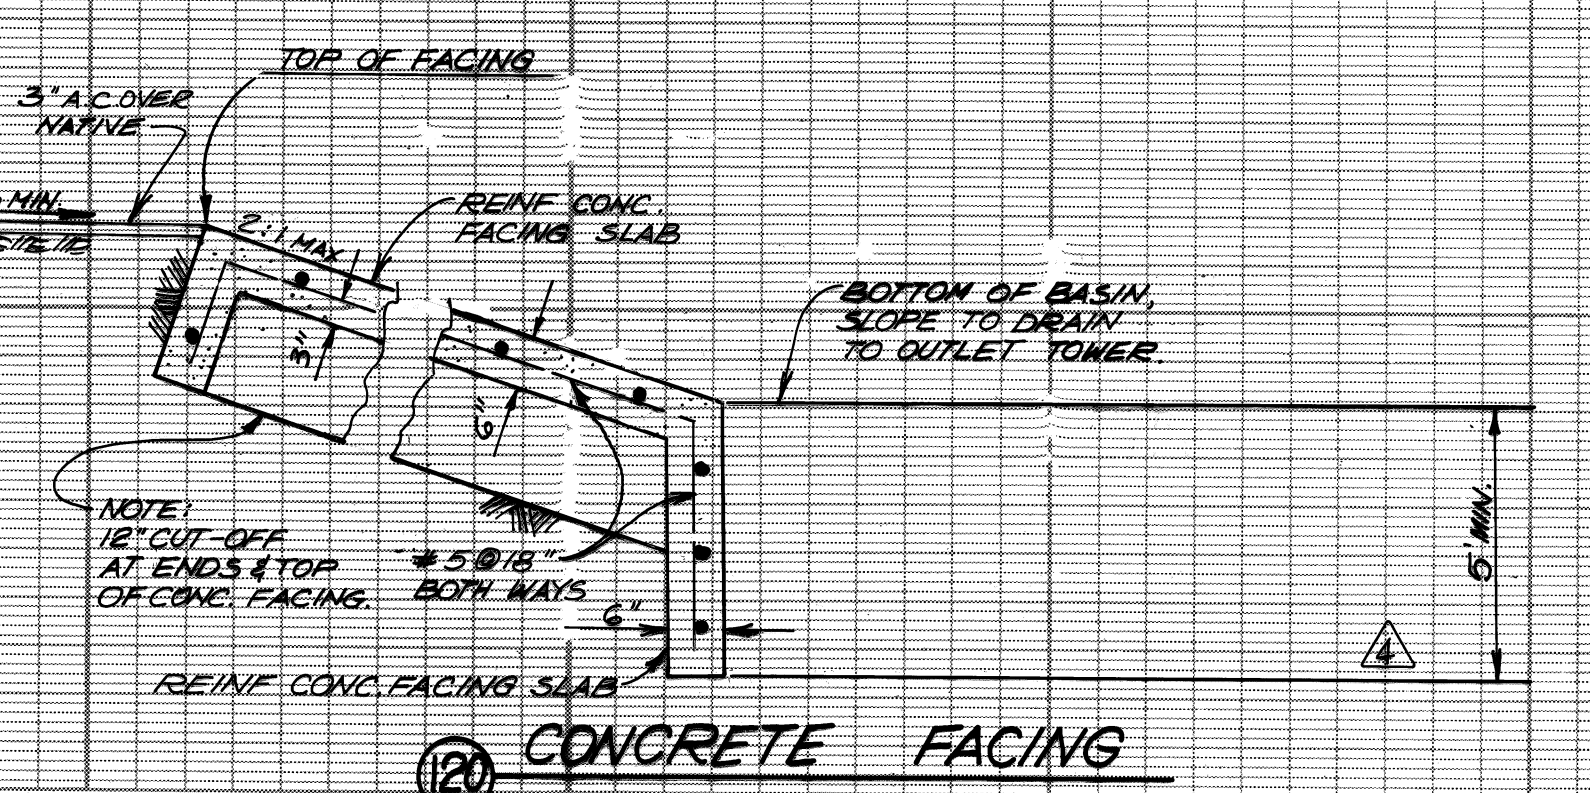 TOP OF FACING
3" A.C. OVER
NATIVE
MIN.
2:1 MAX
REINF CONC.
FACING SLAB
BOTTOM OF BASIN,
SLOPE TO DRAIN
TO OUTLET TOWER.
3"
6"
NOTE:
12" CUT-OFF
AT ENDS & TOP
OF CONC. FACING.
#5@18"
BOTH WAYS
6"
5' MIN.
4
REINF CONC. FACING SLAB
120 CONCRETE FACING